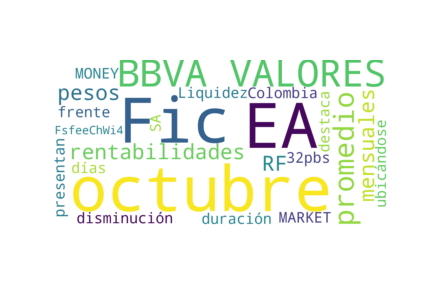 MONEY
BBVA VALORES
pesos
Liquidez
Colombia
frente
Fic
EA
FsfeeChWi4
SA
destaca
promedio
mensuales
ubicándose
rentabilidades
RF
32pbs
presentan
días
octubre
disminución
duración
MARKET